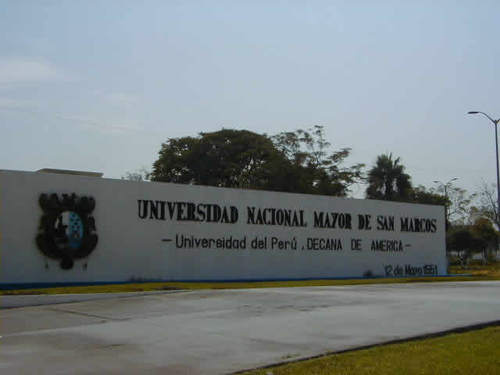 UNIVERSIDAD NACIONAL MAYOR DE SAN MARCOS
— Universidad del Perú, DECANA DE AMERICA —
12 de Mayo 1551